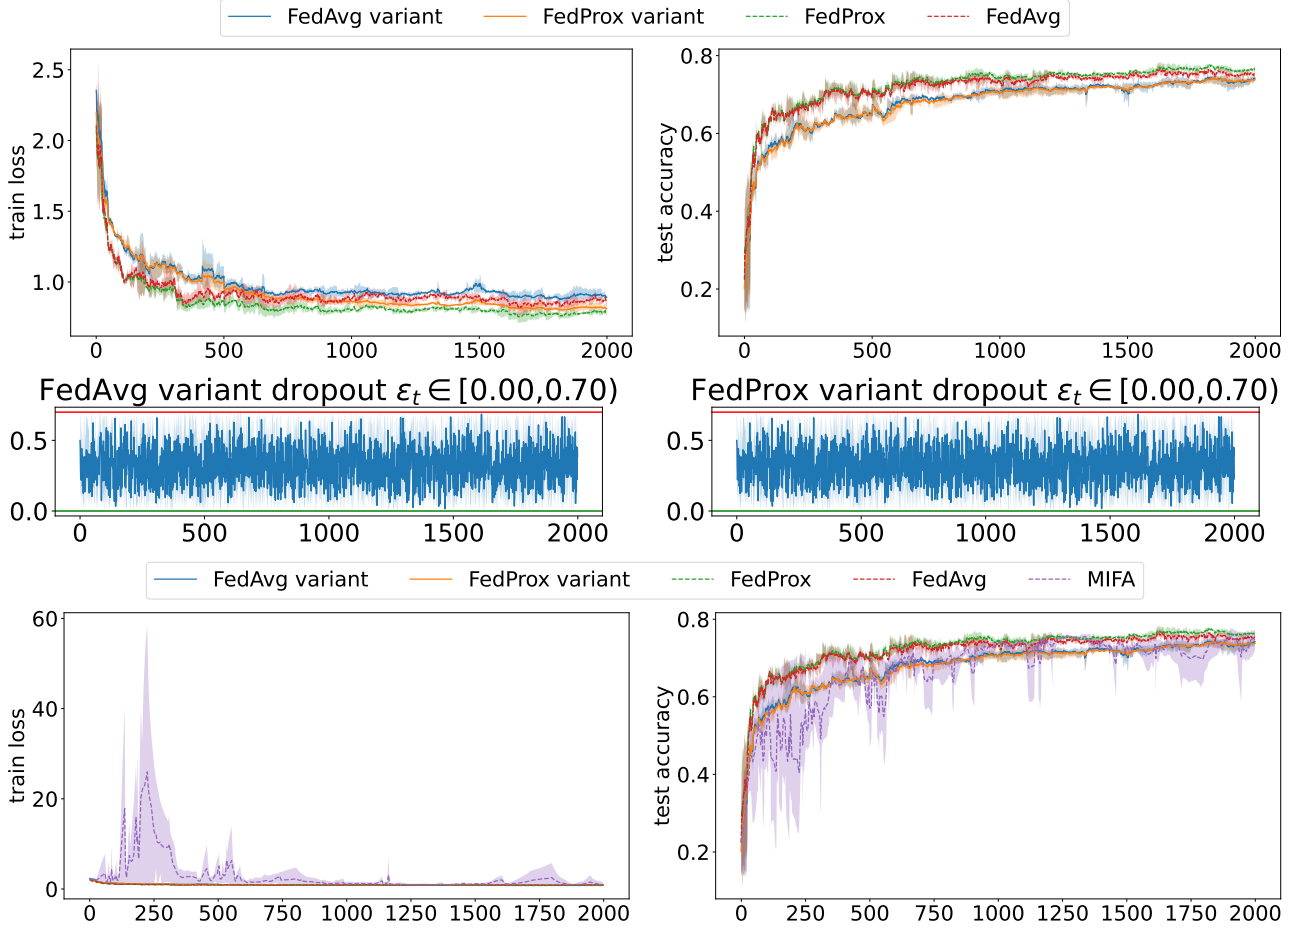 FedAvg variant FedProx variant FedProx FedAvg
2.5
2.0
1.5
1.0
train loss
0 500 1000 1500 2000
0.8
0.6
0.4
0.2
test accuracy
0 500 1000 1500 2000
FedAvg variant dropout ε_t ∈ [0.00,0.70)
0.5
0.0
0 500 1000 1500 2000
FedProx variant dropout ε_t ∈ [0.00,0.70)
0.5
0.0
0 500 1000 1500 2000
FedAvg variant FedProx variant FedProx FedAvg MIFA
60
40
20
0
train loss
0 250 500 750 1000 1250 1500 1750 2000
0.8
0.6
0.4
0.2
test accuracy
0 250 500 750 1000 1250 1500 1750 2000